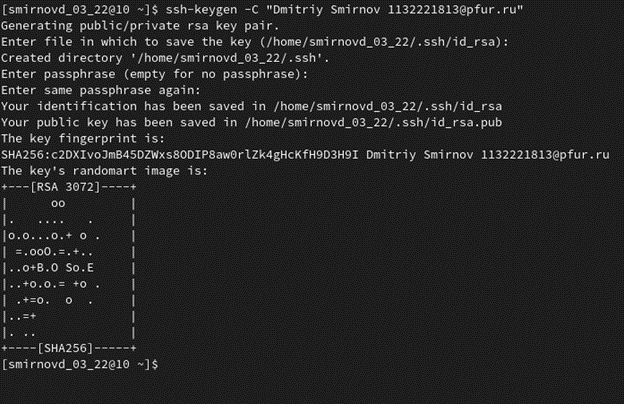 [smirnovd_03_22@10 ~]$ ssh-keygen -C "Dmitriy Smirnov 1132221813@pfur.ru"
Generating public/private rsa key pair.
Enter file in which to save the key (/home/smirnovd_03_22/.ssh/id_rsa):
Created directory '/home/smirnovd_03_22/.ssh'.
Enter passphrase (empty for no passphrase):
Enter same passphrase again:
Your identification has been saved in /home/smirnovd_03_22/.ssh/id_rsa
Your public key has been saved in /home/smirnovd_03_22/.ssh/id_rsa.pub
The key fingerprint is:
SHA256:c2DXIvoJmB45DZWxs8ODIP8aw0rlZk4gHcKfH9D3H9I Dmitriy Smirnov 1132221813@pfur.ru
The key's randomart image is:
+---[RSA 3072]----+
|      oo         |
|.   ....   .     |
|o.o...o.+ o .    |
| =.ooO.=.+..     |
|..o+B.O So.E     |
|..+o.o.= +o .    |
| .+=o.  o  .     |
|..=+             |
|. ..             |
+----[SHA256]-----+
[smirnovd_03_22@10 ~]$